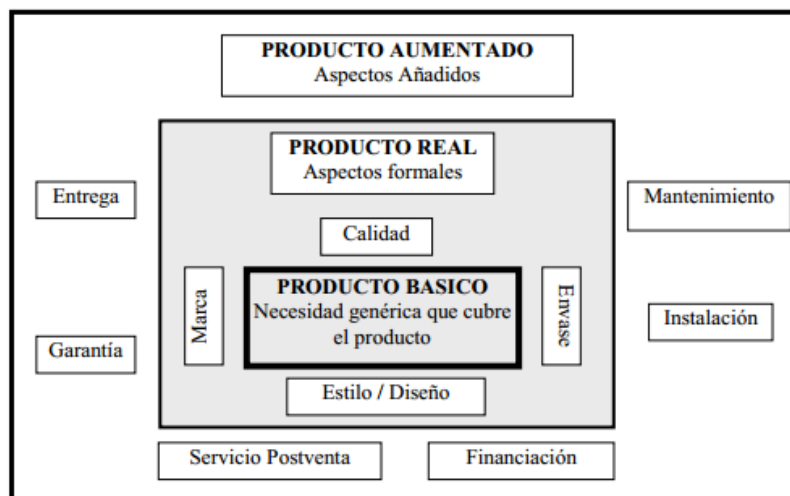 PRODUCTO AUMENTADO
Aspectos Añadidos
PRODUCTO REAL
Aspectos formales
Entrega
Mantenimiento
Calidad
Marca
PRODUCTO BASICO
Necesidad genérica que cubre
el producto
Envase
Instalación
Garantía
Estilo / Diseño
Servicio Postventa
Financiación